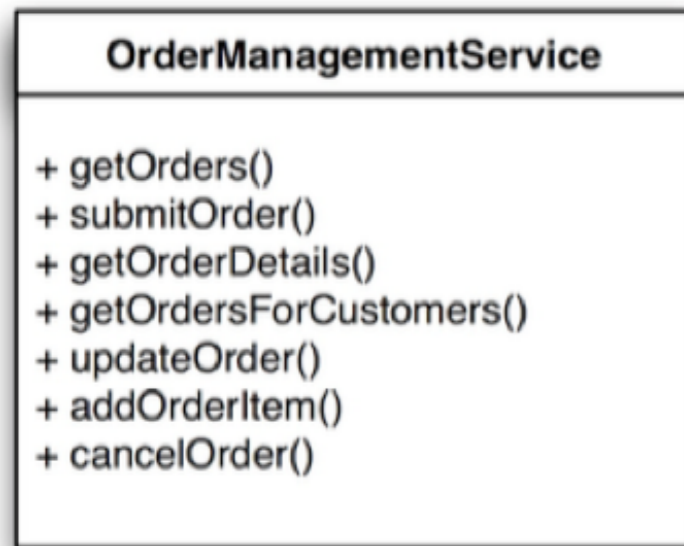 OrderManagementService
+ getOrders()
+ submitOrder()
+ getOrderDetails()
+ getOrdersForCustomers()
+ updateOrder()
+ addOrderItem()
+ cancelOrder()